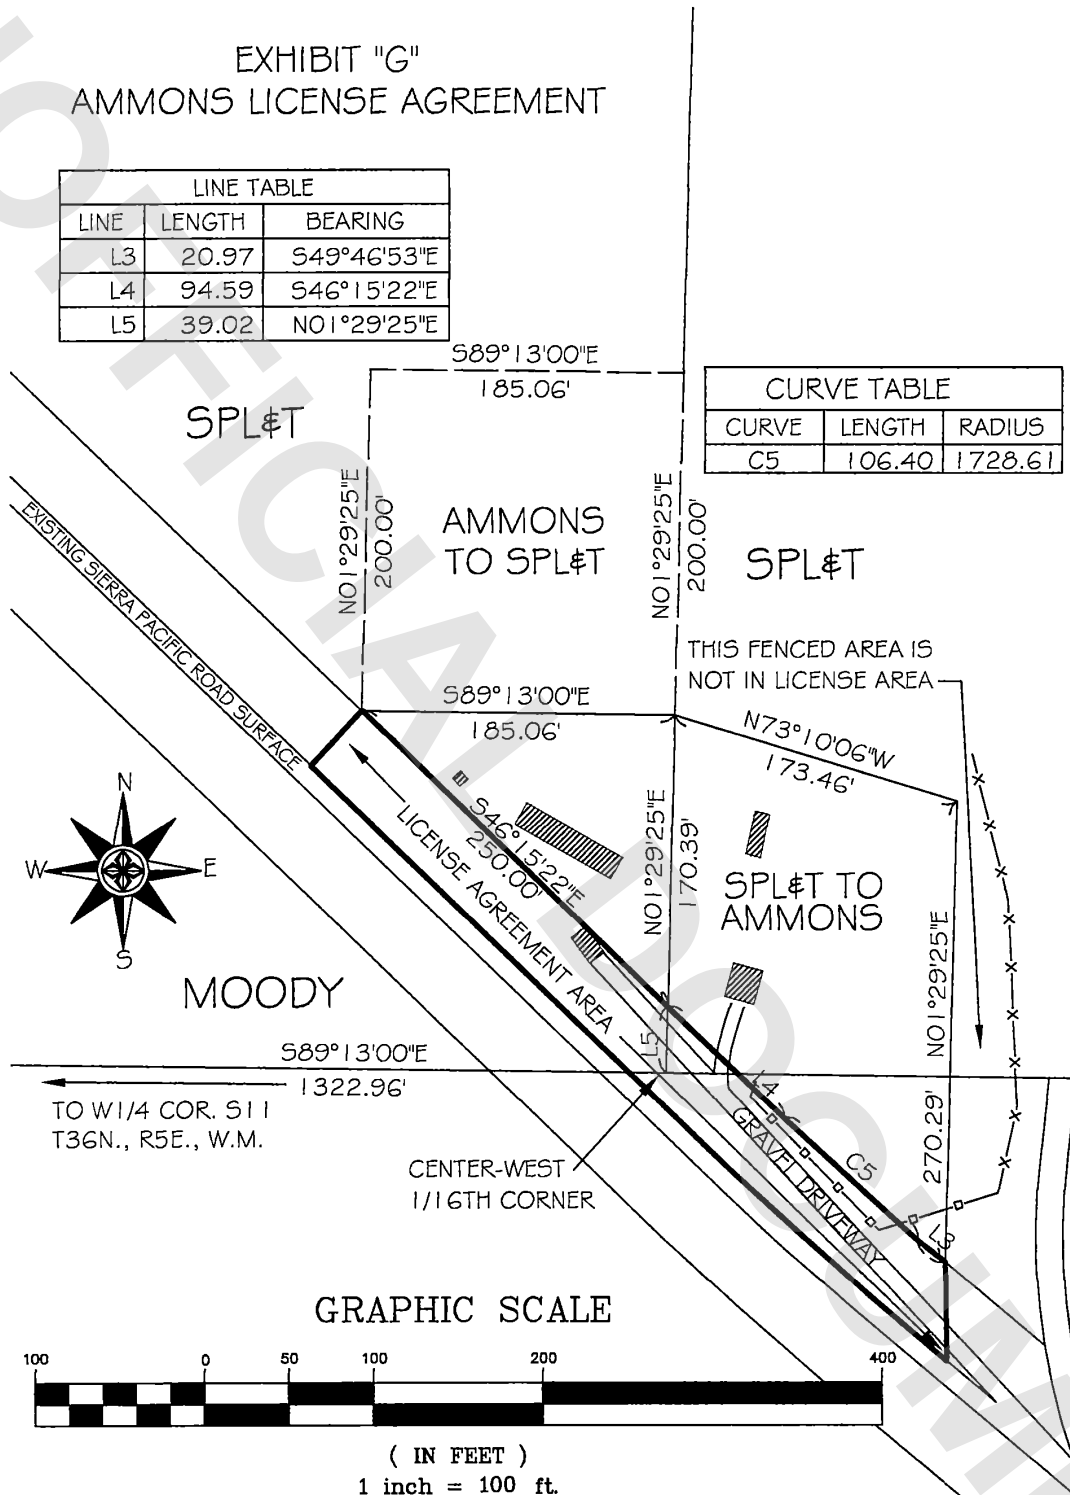 EXHIBIT "G"
AMMONS LICENSE AGREEMENT
LINE TABLE
LINE LENGTH BEARING
L3 20.97 S49°46'53"E
L4 94.59 S46°15'22"E
L5 39.02 N01°29'25"E
CURVE TABLE
CURVE LENGTH RADIUS
C5 106.40 1728.61
S89°13'00"E
185.06'
SPL&T
N01°29'25"E
200.00'
AMMONS
TO SPL&T
N01°29'25"E
200.00'
SPL&T
EXISTING SIERRA PACIFIC ROAD SURFACE
THIS FENCED AREA IS
NOT IN LICENSE AREA
S89°13'00"E
185.06'
N73°10'06"W
173.46'
S46°15'22"E
250.00'
LICENSE AGREEMENT AREA
N01°29'25"E
170.39'
SPL&T TO
AMMONS
N01°29'25"E
270.29'
N
W
E
S
MOODY
S89°13'00"E
1322.96'
TO W1/4 COR. S11
T36N., R5E., W.M.
L5
L4
C5
L3
GRAVEL DRIVEWAY
CENTER-WEST
1/16TH CORNER
GRAPHIC SCALE
100 0 50 100 200 400
( IN FEET )
1 inch = 100 ft.